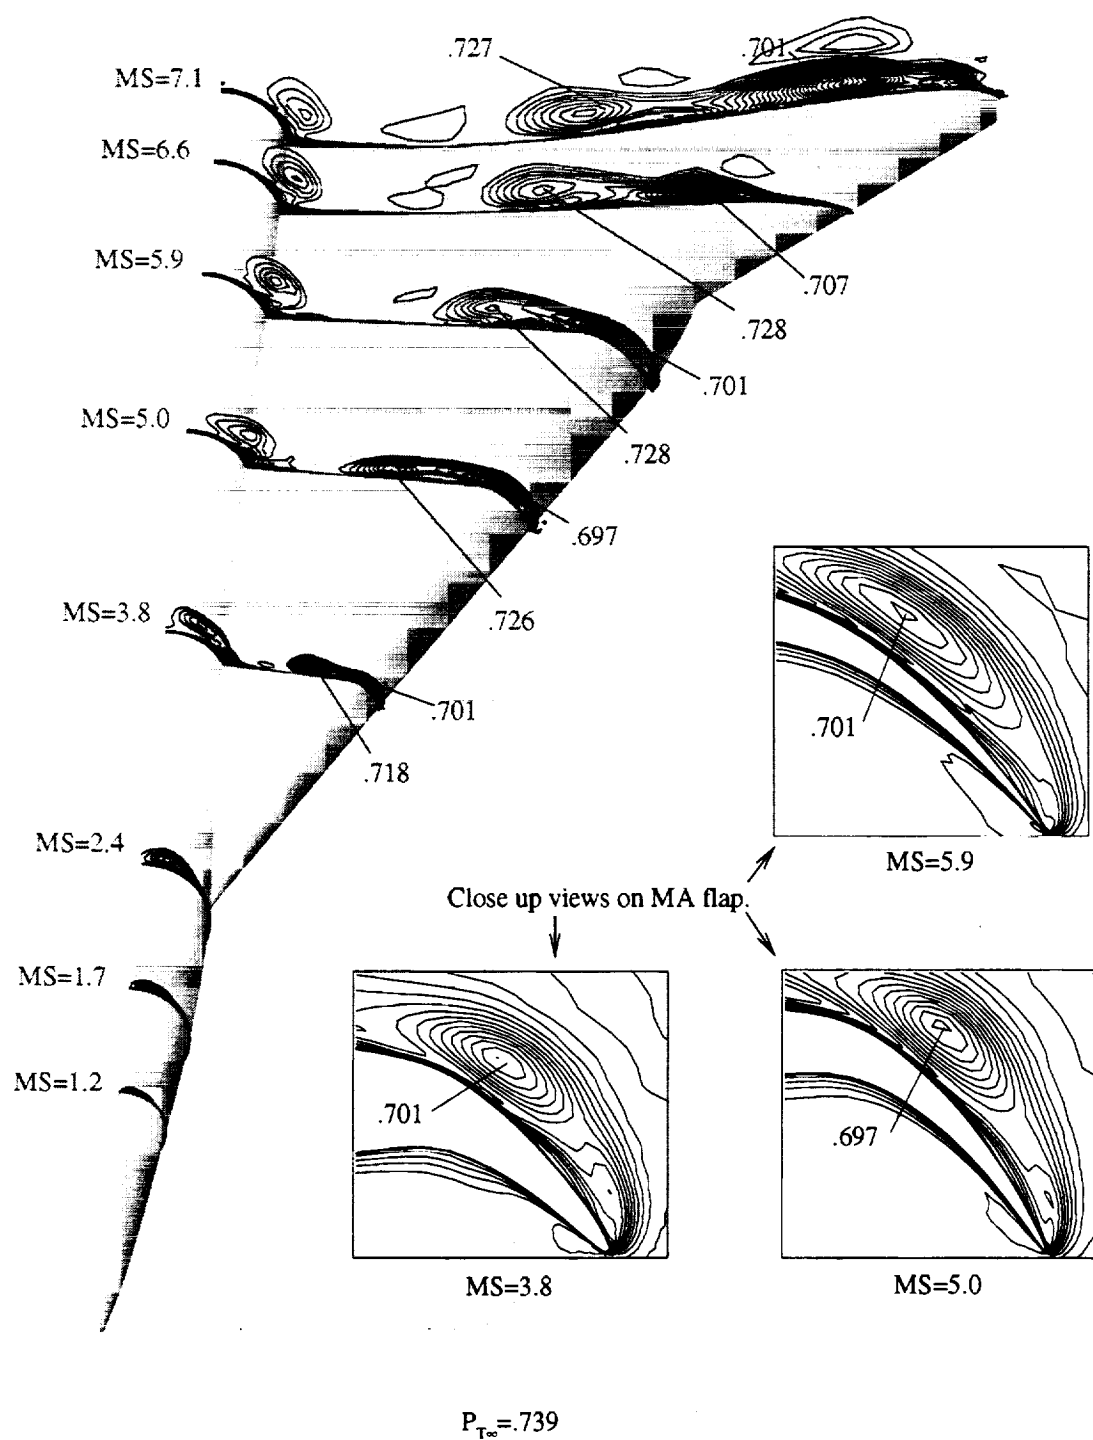 .727
.701
MS=7.1
MS=6.6
MS=5.9
.707
.728
.701
MS=5.0
.728
.697
MS=3.8
.726
.701
.718
.701
MS=2.4
MS=5.9
Close up views on MA flap.
MS=1.7
MS=1.2
.701
.697
MS=3.8
MS=5.0
P_T∞=.739